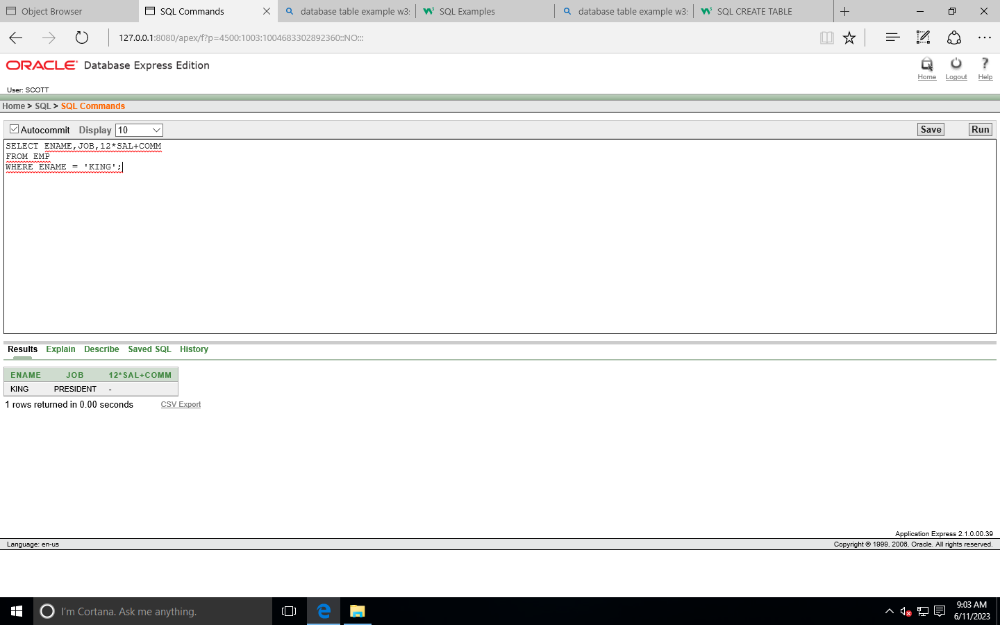 Object Browser
SQL Commands
database table example w3:
SQL Examples
database table example w3:
SQL CREATE TABLE
127.0.0.1:8080/apex/f?p=4500:1003:1004683302892360::NO:::
ORACLE Database Express Edition
Home
Logout
Help
User: SCOTT
Home > SQL > SQL Commands
Autocommit Display 10
Save
Run
SELECT ENAME,JOB,12*SAL+COMM
FROM EMP
WHERE ENAME = 'KING';
Results Explain Describe Saved SQL History
ENAME JOB 12*SAL+COMM
KING PRESIDENT -
1 rows returned in 0.00 seconds CSV Export
Application Express 2.1.0.00.39
Language: en-us Copyright © 1999, 2006, Oracle. All rights reserved.
I'm Cortana. Ask me anything.
9:03 AM
6/11/2023